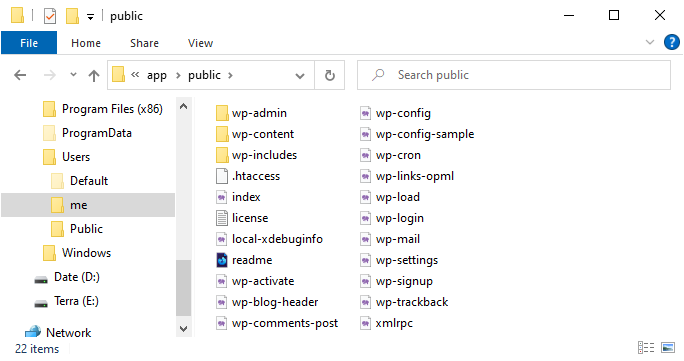 public
File
Home
Share
View
app
public
Search public
Program Files (x86)
ProgramData
Users
Default
me
Public
Windows
Date (D:)
Terra (E:)
Network
wp-admin
wp-content
wp-includes
.htaccess
index
license
local-xdebuginfo
readme
wp-activate
wp-blog-header
wp-comments-post
wp-config
wp-config-sample
wp-cron
wp-links-opml
wp-load
wp-login
wp-mail
wp-settings
wp-signup
wp-trackback
xmlrpc
22 items